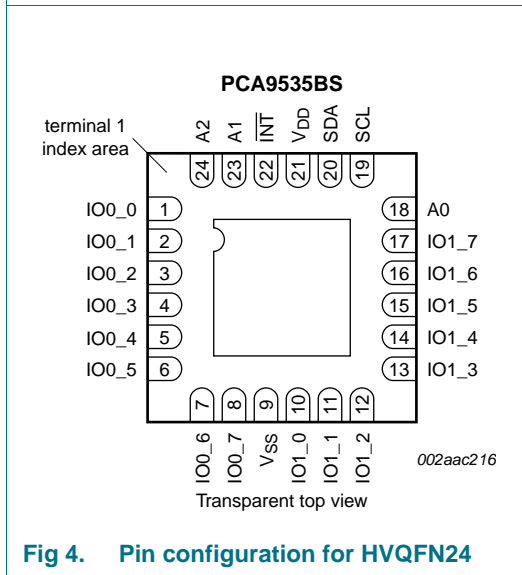 PCA9535BS
terminal 1
index area
A2
A1
INT
VDD
SDA
SCL
24
23
22
21
20
19
IO0_0 1
IO0_1 2
IO0_2 3
IO0_3 4
IO0_4 5
IO0_5 6
18 A0
17 IO1_7
16 IO1_6
15 IO1_5
14 IO1_4
13 IO1_3
7
8
9
10
11
12
IO0_6
IO0_7
VSS
IO1_0
IO1_1
IO1_2
002aac216
Transparent top view
Fig 4. Pin configuration for HVQFN24